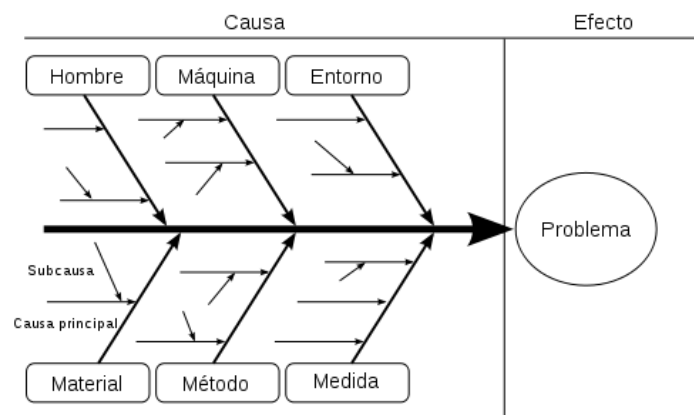 Causa
Efecto
Hombre
Máquina
Entorno
Problema
Subcausa
Causa principal
Material
Método
Medida